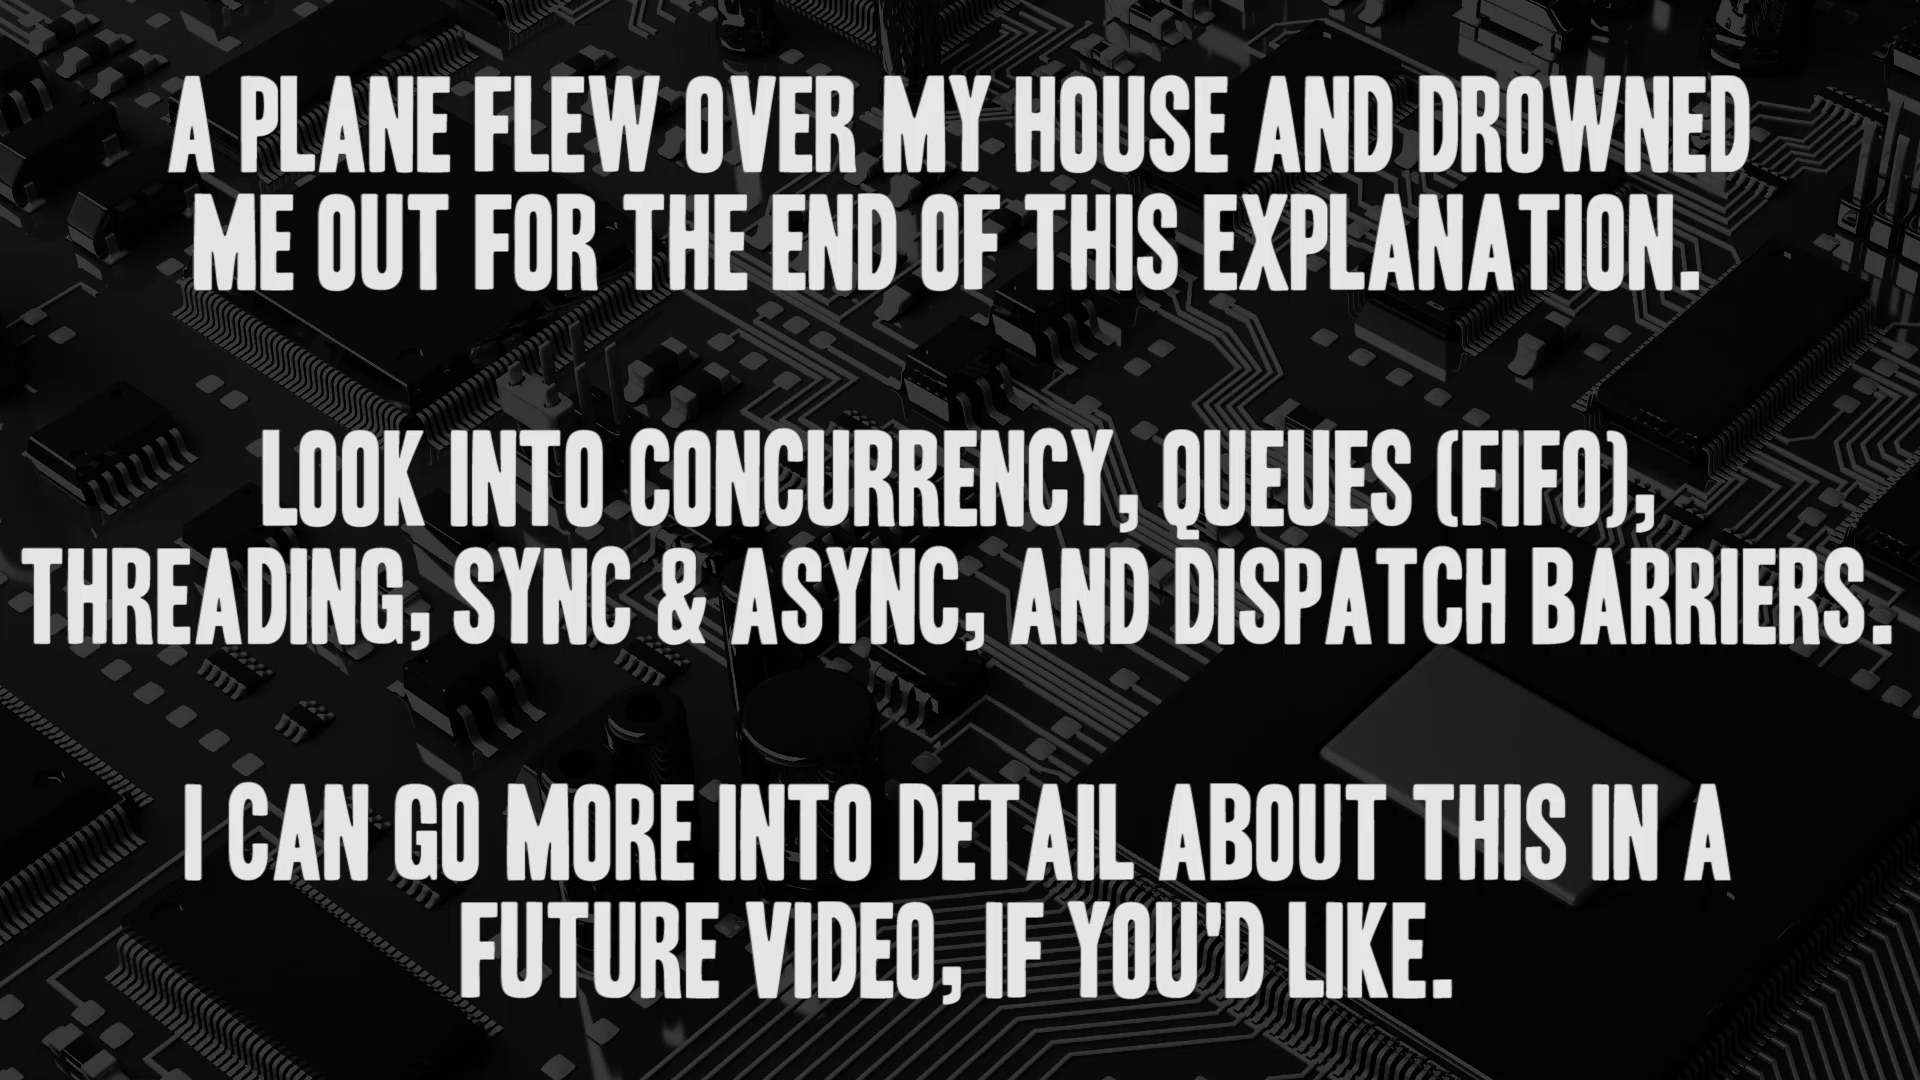 A PLANE FLEW OVER MY HOUSE AND DROWNED
ME OUT FOR THE END OF THIS EXPLANATION.
LOOK INTO CONCURRENCY, QUEUES (FIFO),
THREADING, SYNC & ASYNC, AND DISPATCH BARRIERS.
I CAN GO MORE INTO DETAIL ABOUT THIS IN A
FUTURE VIDEO, IF YOU'D LIKE.